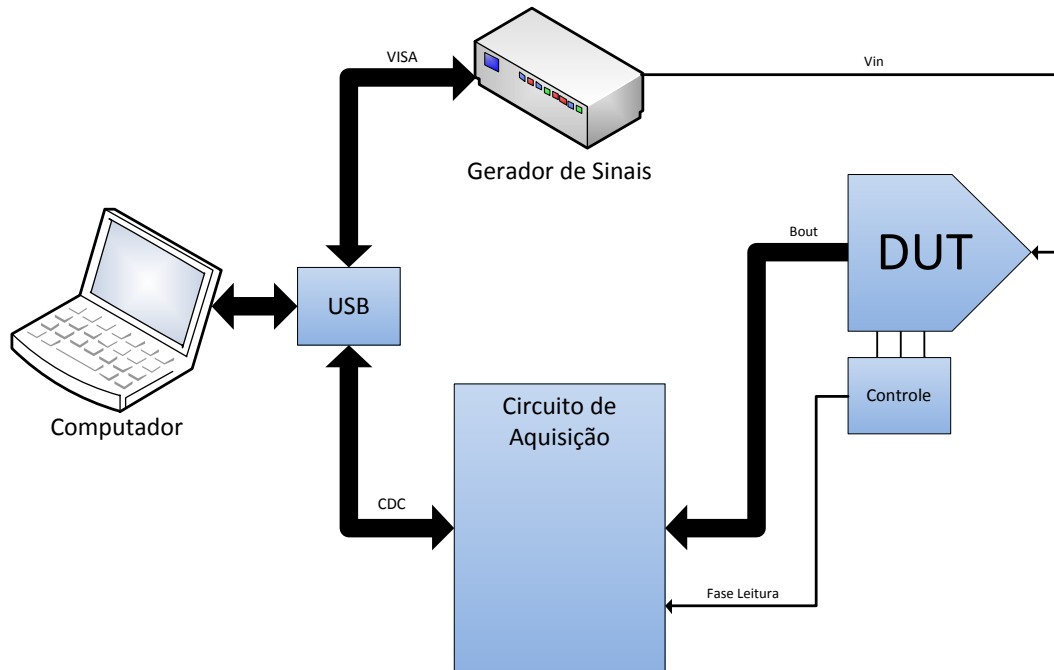 VISA
Vin
Gerador de Sinais
Bout
DUT
USB
Controle
Circuito de
Aquisição
Computador
CDC
Fase Leitura